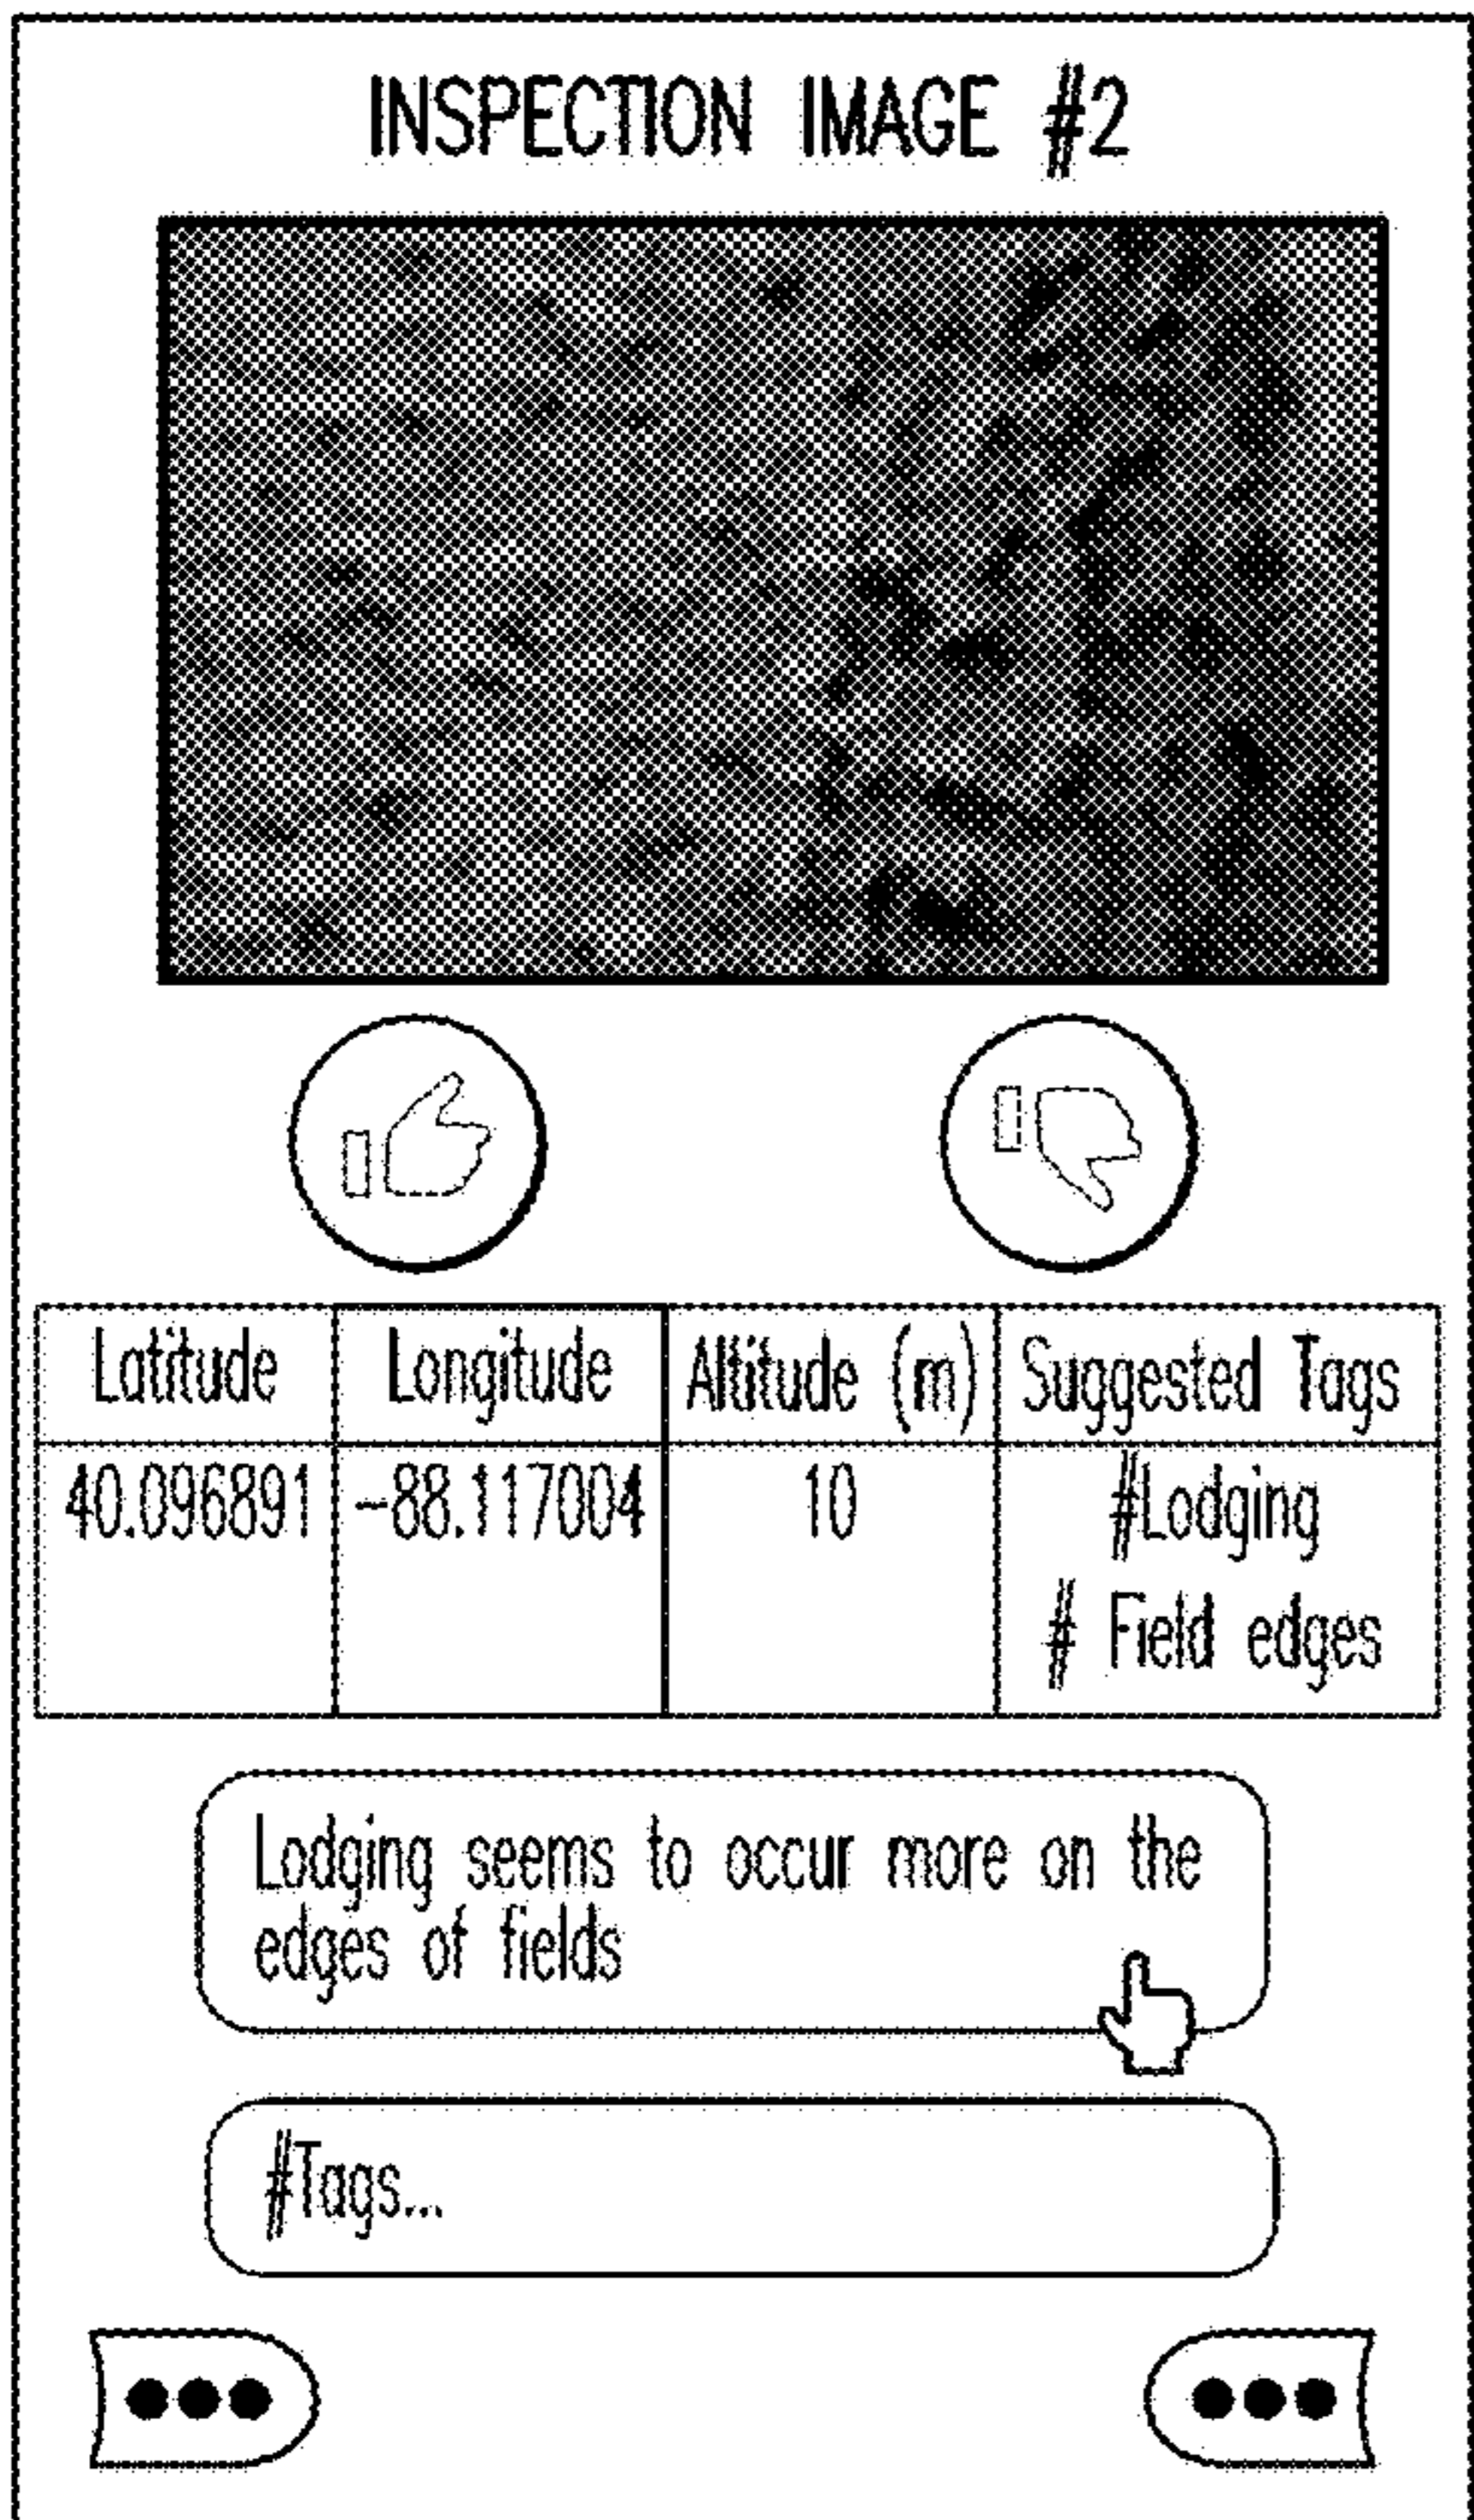 INSPECTION IMAGE #2
Latitude Longitude Altitude (m) Suggested Tags
40.096891 -88.117004 10 #Lodging
# Field edges
Lodging seems to occur more on the
edges of fields
#Tags...